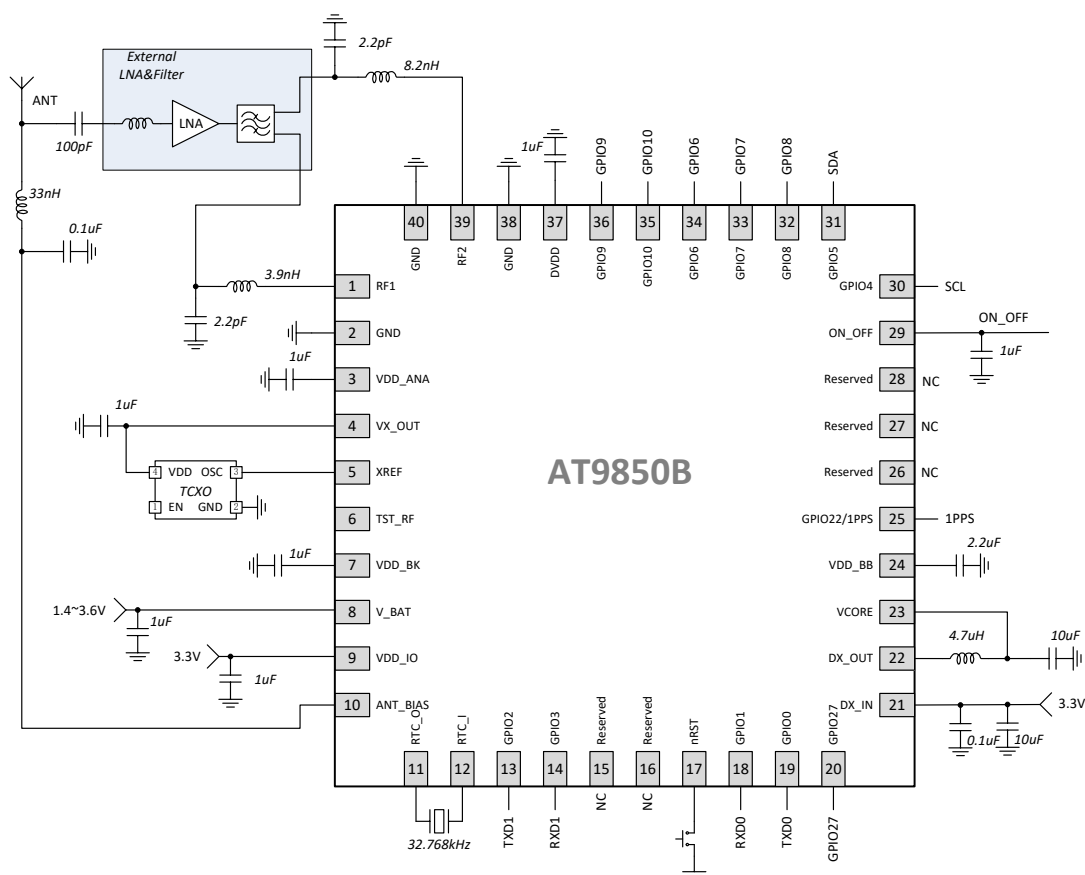 External
LNA&Filter
2.2pF
8.2nH
ANT
LNA
100pF
33nH
0.1uF
1uF
GPIO9
GPIO10
GPIO6
GPIO7
GPIO8
SDA
40
39
38
37
36
35
34
33
32
31
GND
RF2
GND
DVDD
GPIO9
GPIO10
GPIO6
GPIO7
GPIO8
GPIO5
3.9nH
2.2pF
1 RF1
2 GND
1uF
3 VDD_ANA
1uF
4 VX_OUT
4 VDD OSC 3
TCXO
1 EN GND 2
5 XREF
6 TST_RF
1uF
7 VDD_BK
1.4~3.6V
1uF
8 V_BAT
3.3V
1uF
9 VDD_IO
10 ANT_BIAS
AT9850B
GPIO4 30 SCL
ON_OFF 29
ON_OFF
1uF
Reserved 28 NC
Reserved 27 NC
Reserved 26 NC
GPIO22/1PPS 25 1PPS
2.2uF
VDD_BB 24
VCORE 23
4.7uH
10uF
DX_OUT 22
DX_IN 21
3.3V
0.1uF
10uF
RTC_O
RTC_I
GPIO2
GPIO3
Reserved
Reserved
nRST
GPIO1
GPIO0
GPIO27
11
12
13
14
15
16
17
18
19
20
32.768kHz
TXD1
RXD1
NC
NC
RXD0
TXD0
GPIO27